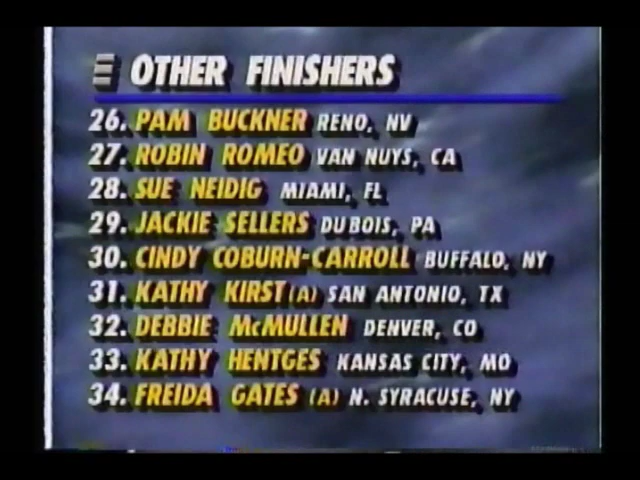 OTHER FINISHERS
26. PAM BUCKNER RENO, NV
27. ROBIN ROMEO VAN NUYS, CA
28. SUE NEIDIG MIAMI, FL
29. JACKIE SELLERS DUBOIS, PA
30. CINDY COBURN-CARROLL BUFFALO, NY
31. KATHY KIRST (A) SAN ANTONIO, TX
32. DEBBIE McMULLEN DENVER, CO
33. KATHY HENTGES KANSAS CITY, MO
34. FREIDA GATES (A) N. SYRACUSE, NY